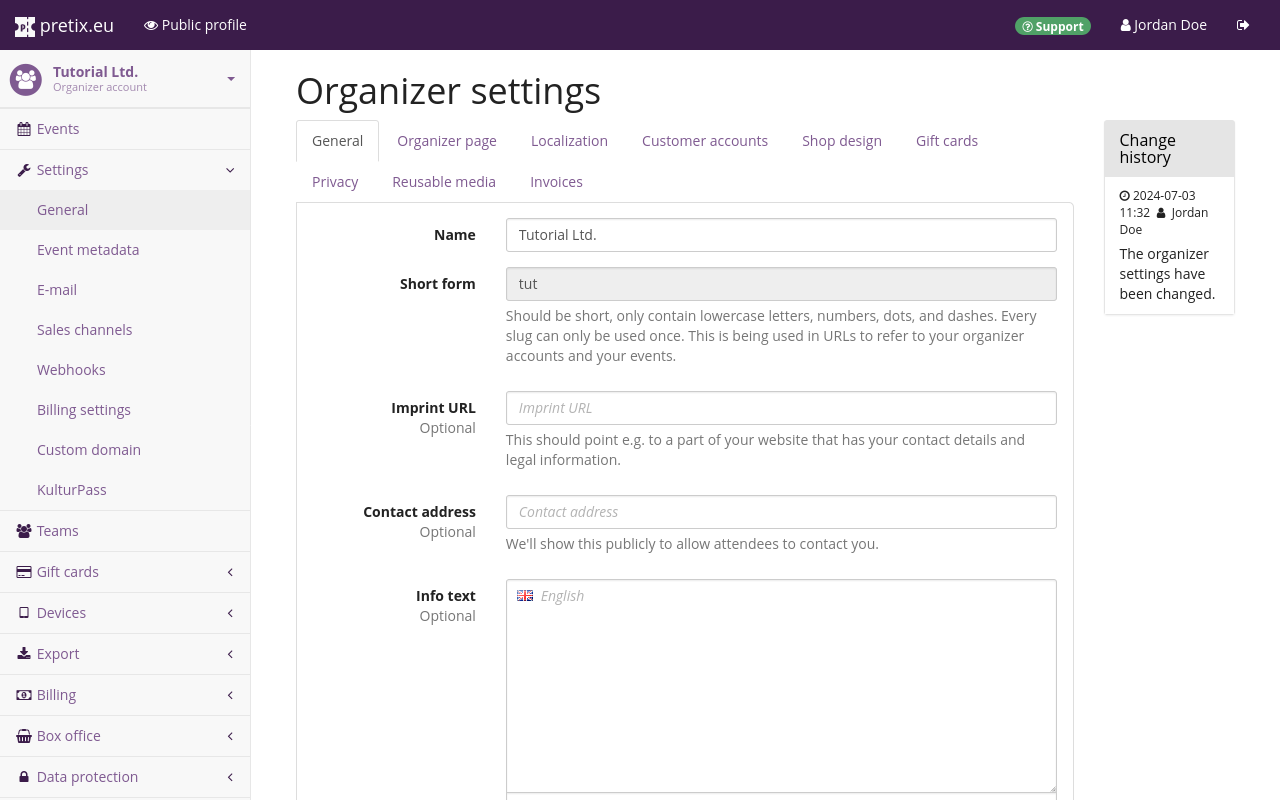 pretix.eu
Public profile
Support
Jordan Doe
Tutorial Ltd.
Organizer account
Events
Settings
General
Event metadata
E-mail
Sales channels
Webhooks
Billing settings
Custom domain
KulturPass
Teams
Gift cards
Devices
Export
Billing
Box office
Data protection
Organizer settings
General
Organizer page
Localization
Customer accounts
Shop design
Gift cards
Privacy
Reusable media
Invoices
Name
Tutorial Ltd.
Short form
tut
Should be short, only contain lowercase letters, numbers, dots, and dashes. Every
slug can only be used once. This is being used in URLs to refer to your organizer
accounts and your events.
Imprint URL
Optional
Imprint URL
This should point e.g. to a part of your website that has your contact details and
legal information.
Contact address
Optional
Contact address
We'll show this publicly to allow attendees to contact you.
Info text
Optional
English
Change
history
2024-07-03
11:32 Jordan
Doe
The organizer
settings have
been changed.